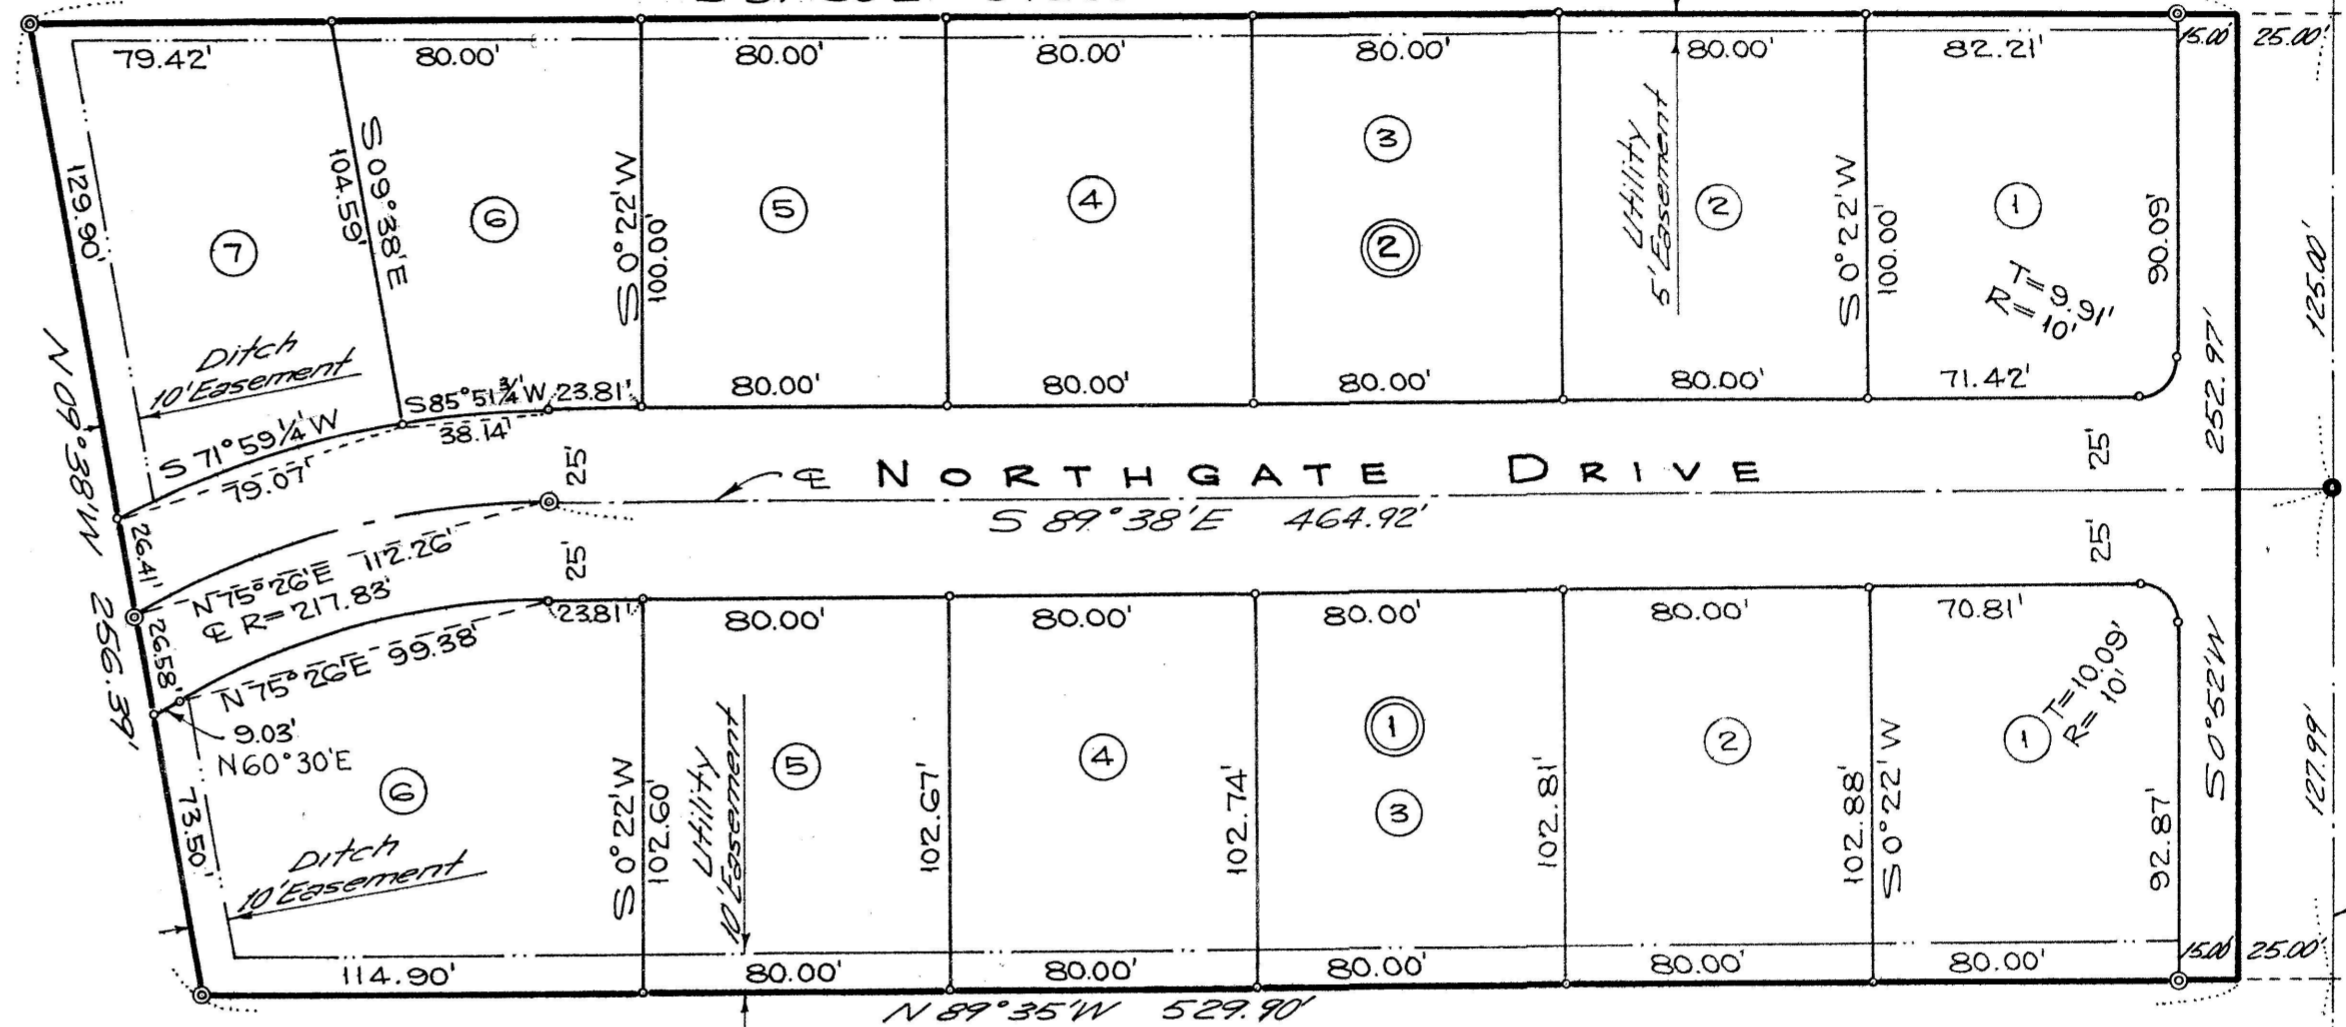 79.42' 80.00' 80.00' 80.00' 80.00' 80.00' 82.21' 15.00' 25.00'
129.90'
S 09°38'E
104.59'
S 0°22'W
100.00'
Utility
5' Easement
S 0°22'W
100.00'
90.09'
125.00'
7 6 5 4 3 2 2 1
T=9.91'
R=10'
Ditch
10' Easement
N 09°38'W 256.39'
S 71°59¼'W
79.07'
S 85°51¾'W
38.14'
23.81' 80.00' 80.00' 80.00' 80.00' 71.42'
252.97'
25' 25'
℄ NORTHGATE DRIVE
S 89°38'E 464.92'
25' 25'
26.41'
N 75°26'E 112.26'
℄ R=217.83'
26.58'
N 75°26'E 99.38'
9.03'
N 60°30'E
23.81' 80.00' 80.00' 80.00' 80.00' 70.81'
T=10.09'
R=10'
S 0°52'W
127.99'
6 5 4 1 3 2 1
73.50'
Ditch
10' Easement
S 0°22'W
102.60'
Utility
10' Easement
102.67'
102.74'
102.81'
102.88'
S 0°22'W
92.87'
114.90' 80.00' 80.00' 80.00' 80.00' 80.00' 15.00' 25.00'
N 89°35'W 529.90'